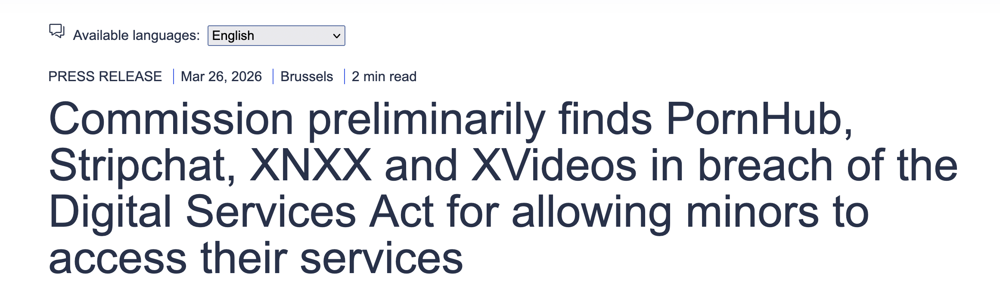 Available languages: English
PRESS RELEASE Mar 26, 2026 Brussels 2 min read
Commission preliminarily finds PornHub,
Stripchat, XNXX and XVideos in breach of the
Digital Services Act for allowing minors to
access their services